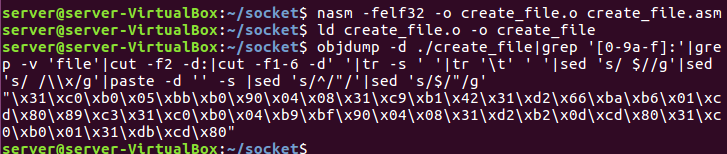 server@server-VirtualBox:~/socket$ nasm -felf32 -o create_file.o create_file.asm
server@server-VirtualBox:~/socket$ ld create_file.o -o create_file
server@server-VirtualBox:~/socket$ objdump -d ./create_file|grep '[0-9a-f]:'|gre
p -v 'file'|cut -f2 -d:|cut -f1-6 -d' '|tr -s ' '|tr '\t' ' '|sed 's/ $//g'|sed
's/ /\\x/g'|paste -d '' -s |sed 's/^/"/'|sed 's/$/"/g'
"\x31\xc0\xb0\x05\xbb\xb0\x90\x04\x08\x31\xc9\xb1\x42\x31\xd2\x66\xba\xb6\x01\xc
d\x80\x89\xc3\x31\xc0\xb0\x04\xb9\xbf\x90\x04\x08\x31\xd2\xb2\x0d\xcd\x80\x31\xc
0\xb0\x01\x31\xdb\xcd\x80"
server@server-VirtualBox:~/socket$